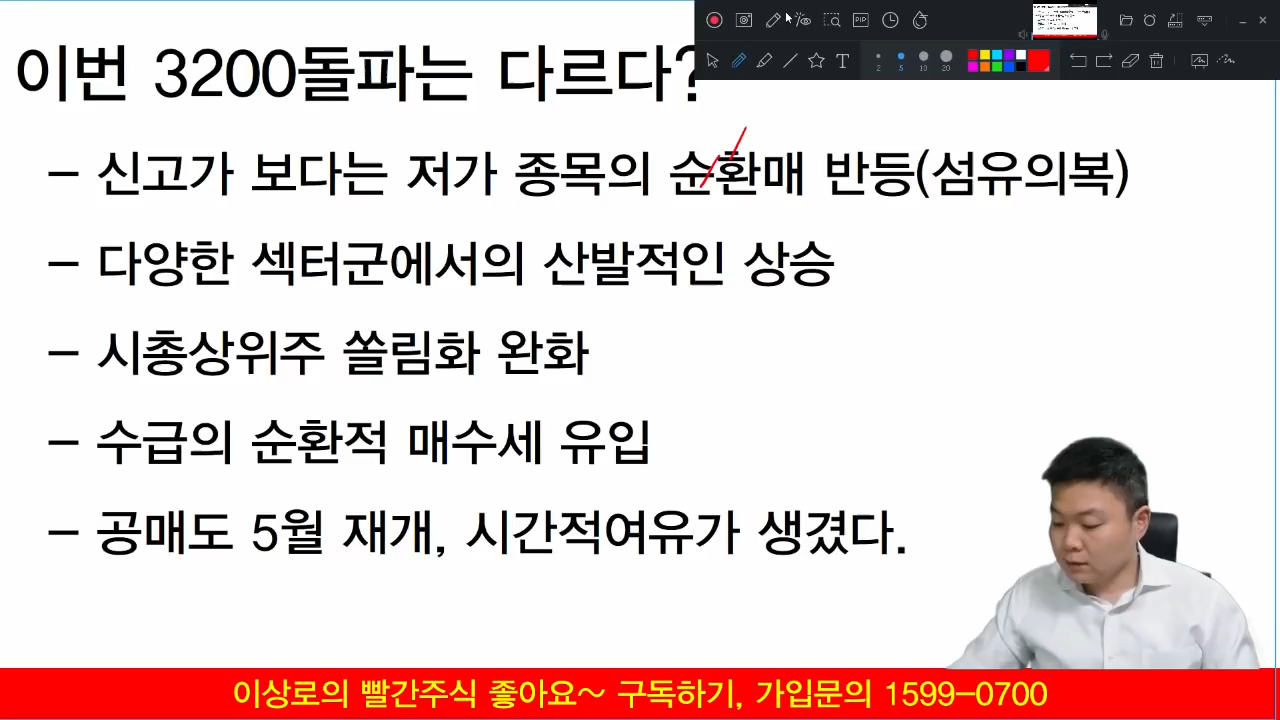 이번 3200돌파는 다르다?
PIP
T
2 5 10 20
– 신고가 보다는 저가 종목의 순환매 반등(섬유의복)
– 다양한 섹터군에서의 산발적인 상승
– 시총상위주 쏠림화 완화
– 수급의 순환적 매수세 유입
– 공매도 5월 재개, 시간적여유가 생겼다.
이상로의 빨간주식 좋아요~ 구독하기, 가입문의 1599-0700